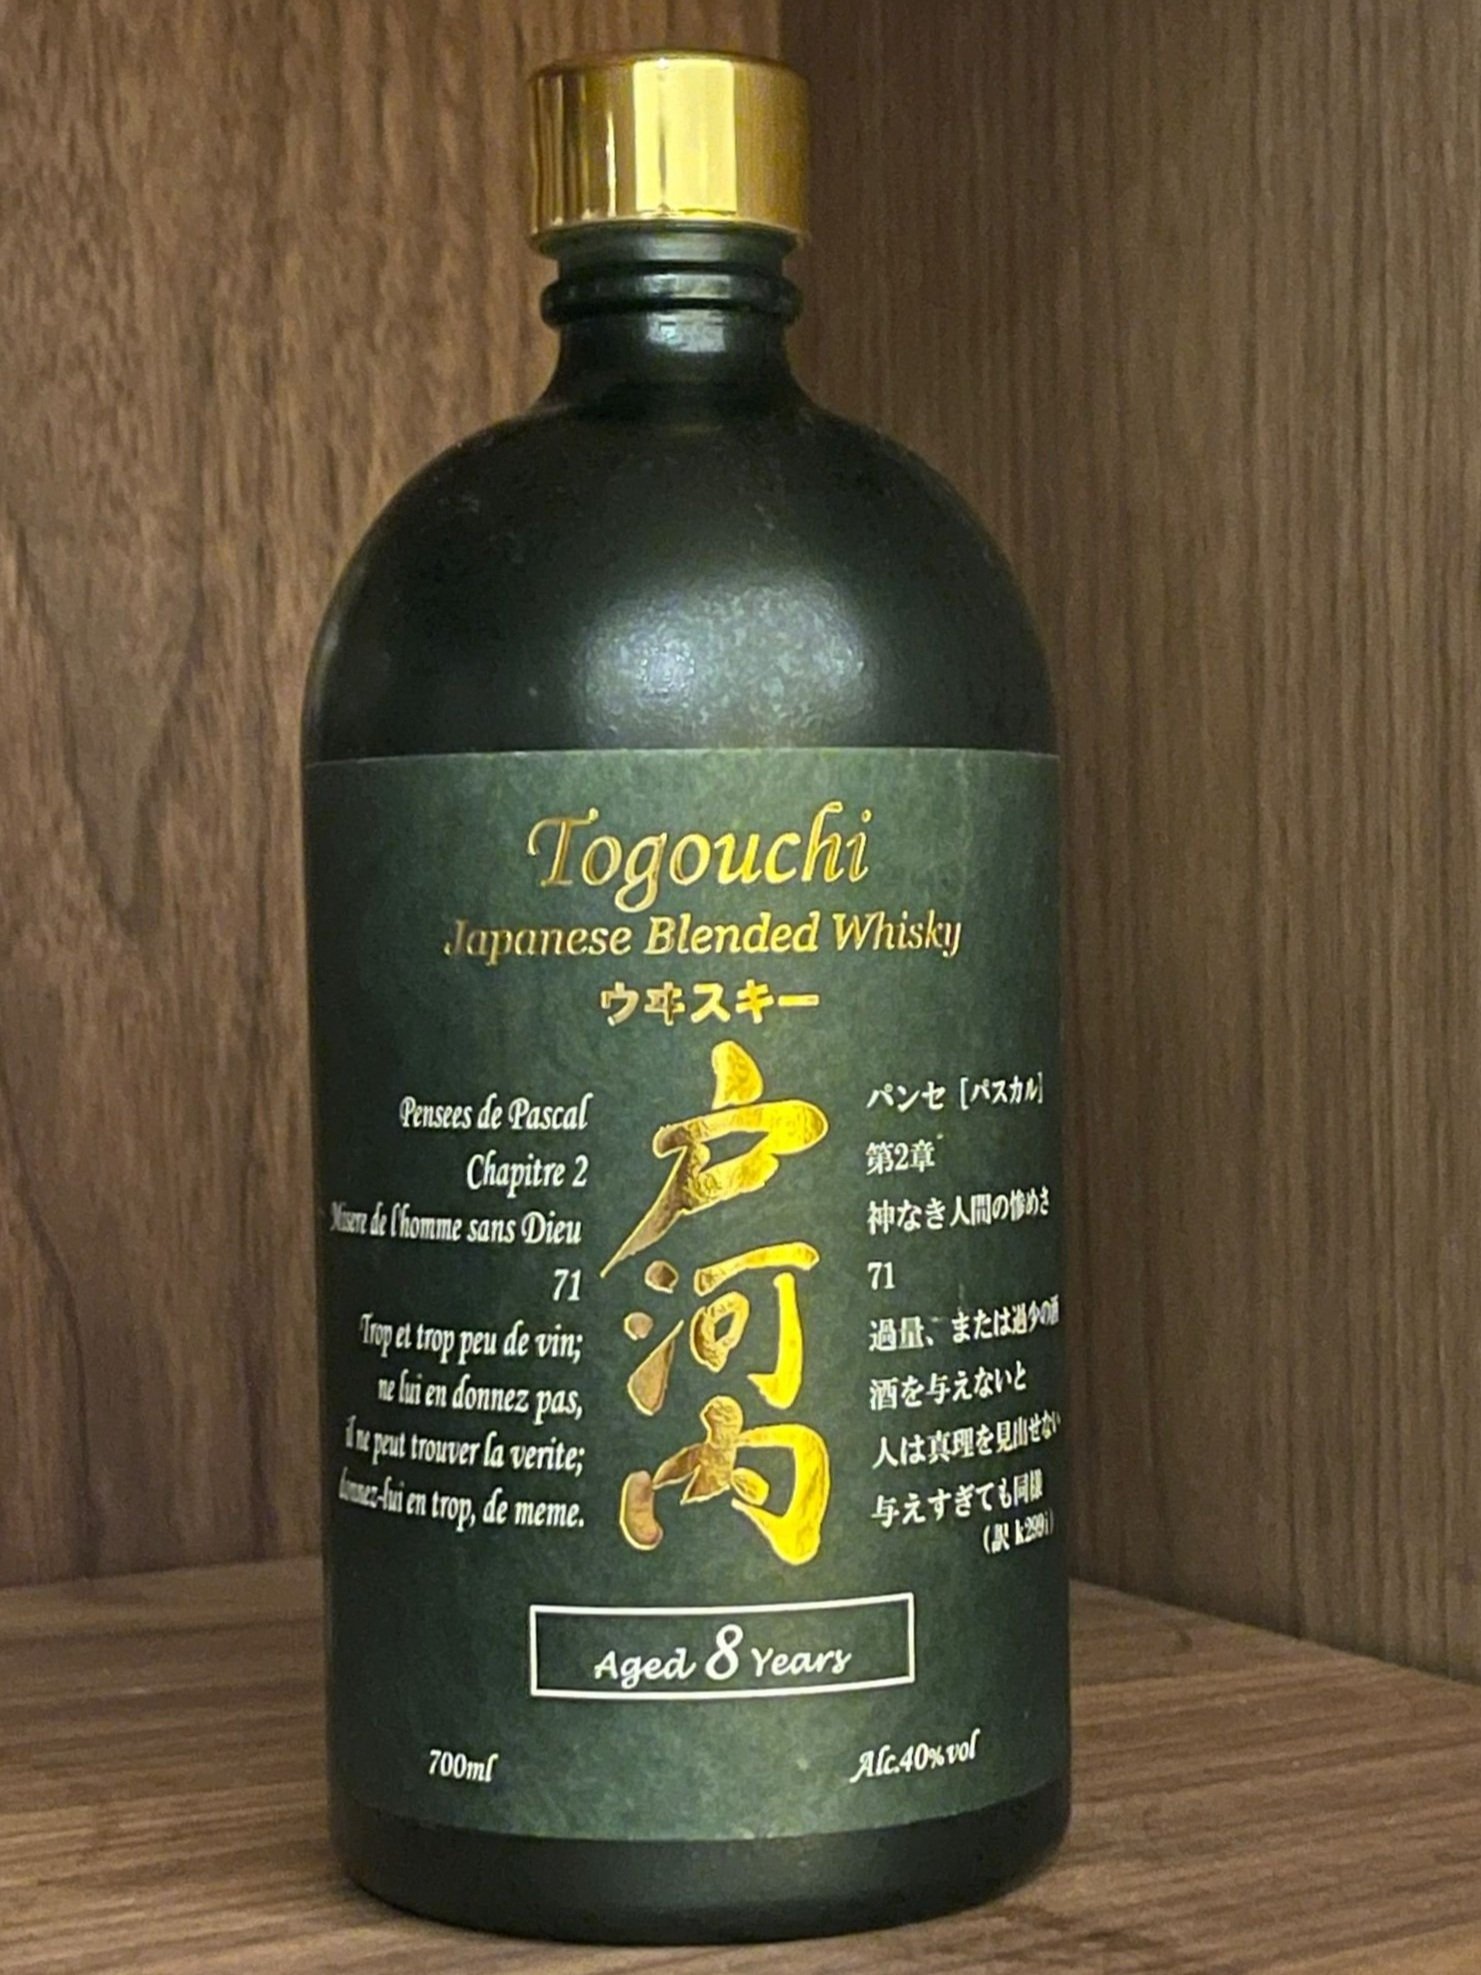 Togouchi
Japanese Blended Whisky
ウヰスキー
戸河内
Pensees de Pascal
Chapitre 2
Misere de l'homme sans Dieu
71
Trop et trop peu de vin;
ne lui en donnez pas,
il ne peut trouver la verite;
donnez-lui en trop, de meme.
パンセ [パスカル]
第2章
神なき人間の惨めさ
71
過量、または過少の酒
酒を与えないと
人は真理を見出せない
与えすぎても同様
(訳 k299i)
Aged 8 Years
700ml
Alc.40%vol